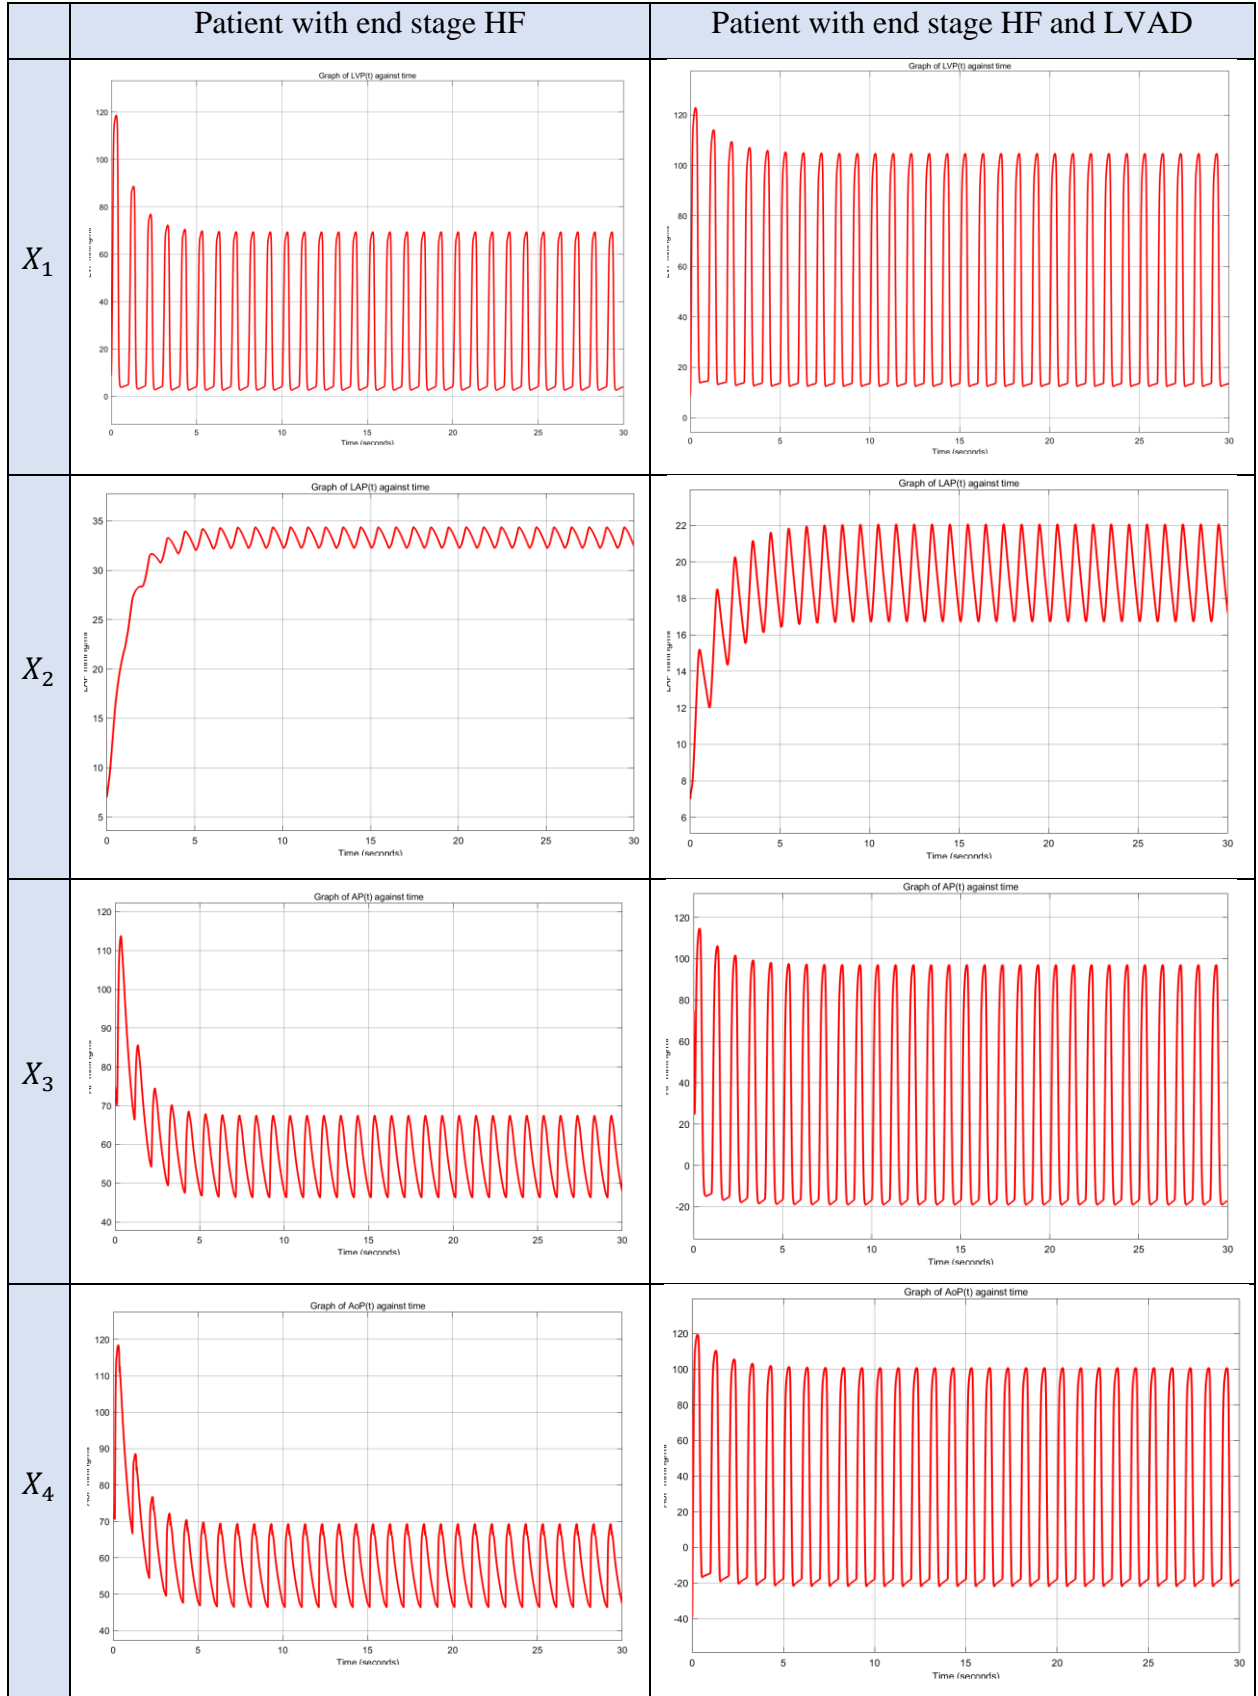 Patient with end stage HF
Patient with end stage HF and LVAD
X₁
Graph of LVP(t) against time
120
100
80
60
40
20
0
0 5 10 15 20 25 30
Time (seconds)
Graph of LVP(t) against time
120
100
80
60
40
20
0
0 5 10 15 20 25 30
Time (seconds)
X₂
Graph of LAP(t) against time
35
30
25
20
15
10
5
0 5 10 15 20 25 30
Time (seconds)
Graph of LAP(t) against time
22
20
18
16
14
12
10
8
6
0 5 10 15 20 25 30
Time (seconds)
X₃
Graph of AP(t) against time
120
110
100
90
80
70
60
50
40
0 5 10 15 20 25 30
Time (seconds)
Graph of AP(t) against time
120
100
80
60
40
20
0
-20
0 5 10 15 20 25 30
Time (seconds)
X₄
Graph of AoP(t) against time
120
110
100
90
80
70
60
50
40
0 5 10 15 20 25 30
Time (seconds)
Graph of AoP(t) against time
120
100
80
60
40
20
0
-20
-40
0 5 10 15 20 25 30
Time (seconds)